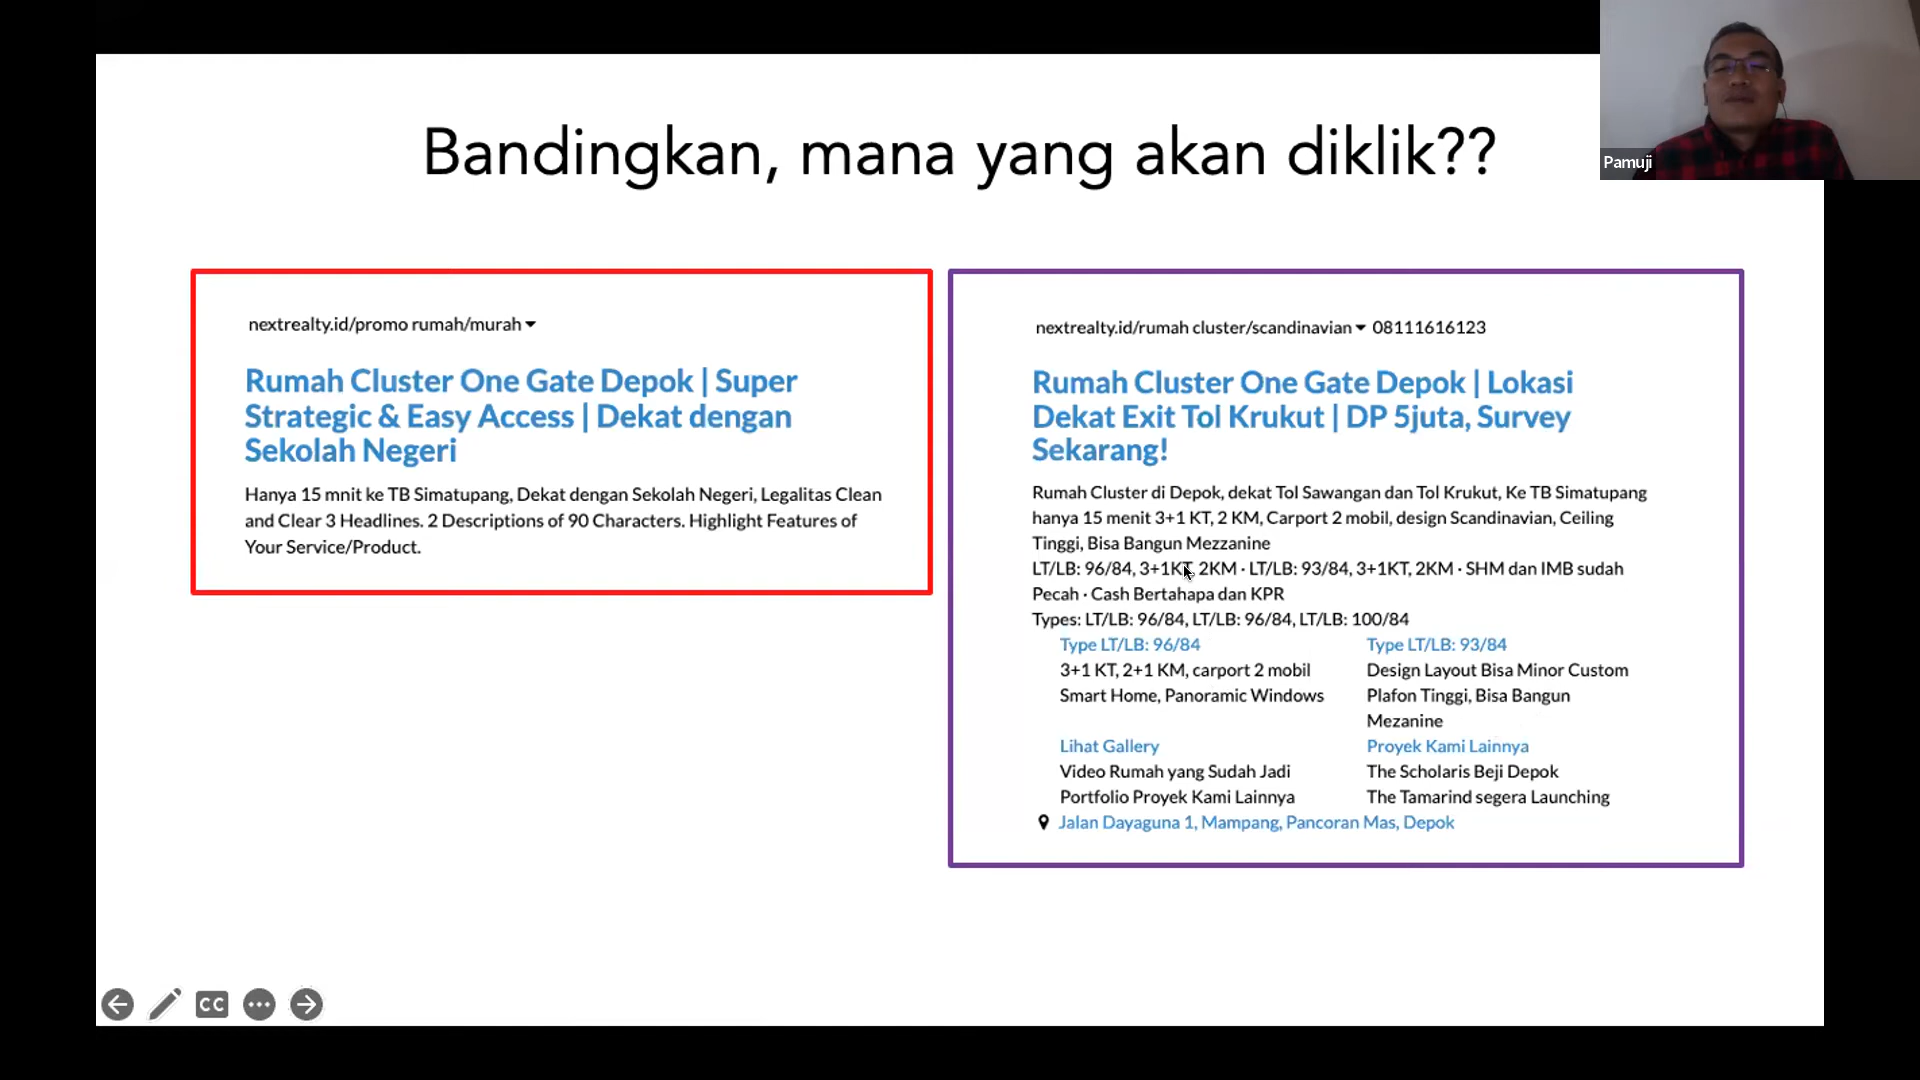 Bandingkan, mana yang akan diklik??
Pamuji
nextrealty.id/promo rumah/murah
Rumah Cluster One Gate Depok | Super
Strategic & Easy Access | Dekat dengan
Sekolah Negeri
Hanya 15 mnit ke TB Simatupang, Dekat dengan Sekolah Negeri, Legalitas Clean
and Clear 3 Headlines. 2 Descriptions of 90 Characters. Highlight Features of
Your Service/Product.
nextrealty.id/rumah cluster/scandinavian 08111616123
Rumah Cluster One Gate Depok | Lokasi
Dekat Exit Tol Krukut | DP 5juta, Survey
Sekarang!
Rumah Cluster di Depok, dekat Tol Sawangan dan Tol Krukut, Ke TB Simatupang
hanya 15 menit 3+1 KT, 2 KM, Carport 2 mobil, design Scandinavian, Ceiling
Tinggi, Bisa Bangun Mezzanine
LT/LB: 96/84, 3+1KT, 2KM · LT/LB: 93/84, 3+1KT, 2KM · SHM dan IMB sudah
Pecah · Cash Bertahapa dan KPR
Types: LT/LB: 96/84, LT/LB: 96/84, LT/LB: 100/84
Type LT/LB: 96/84
3+1 KT, 2+1 KM, carport 2 mobil
Smart Home, Panoramic Windows
Type LT/LB: 93/84
Design Layout Bisa Minor Custom
Plafon Tinggi, Bisa Bangun
Mezanine
Lihat Gallery
Video Rumah yang Sudah Jadi
Portfolio Proyek Kami Lainnya
Proyek Kami Lainnya
The Scholaris Beji Depok
The Tamarind segera Launching
Jalan Dayaguna 1, Mampang, Pancoran Mas, Depok
CC